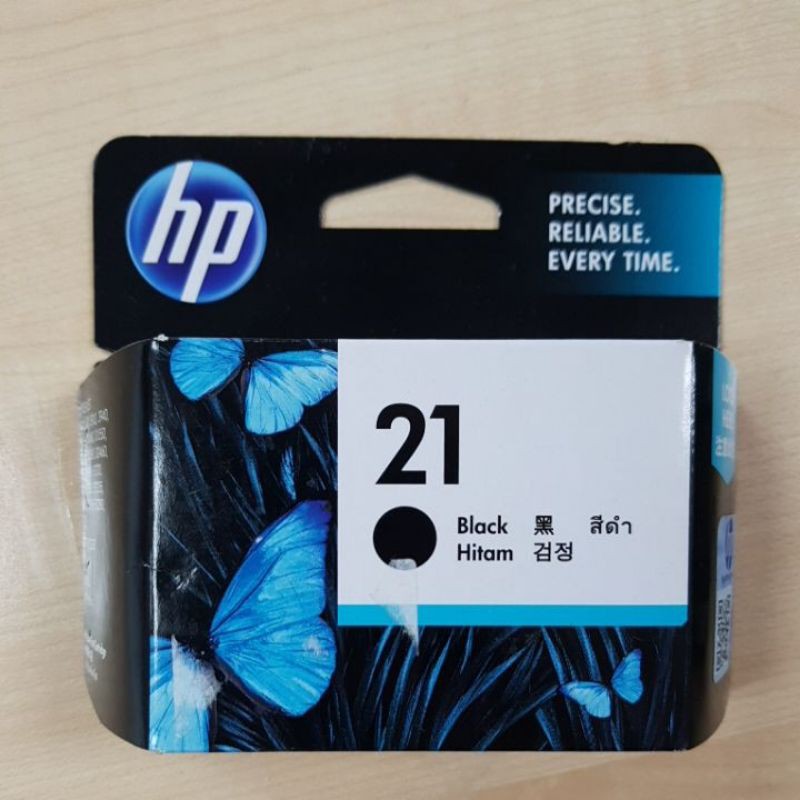 hp
PRECISE.
RELIABLE.
EVERY TIME.
21
Black 黑 สีดำ
Hitam 검정